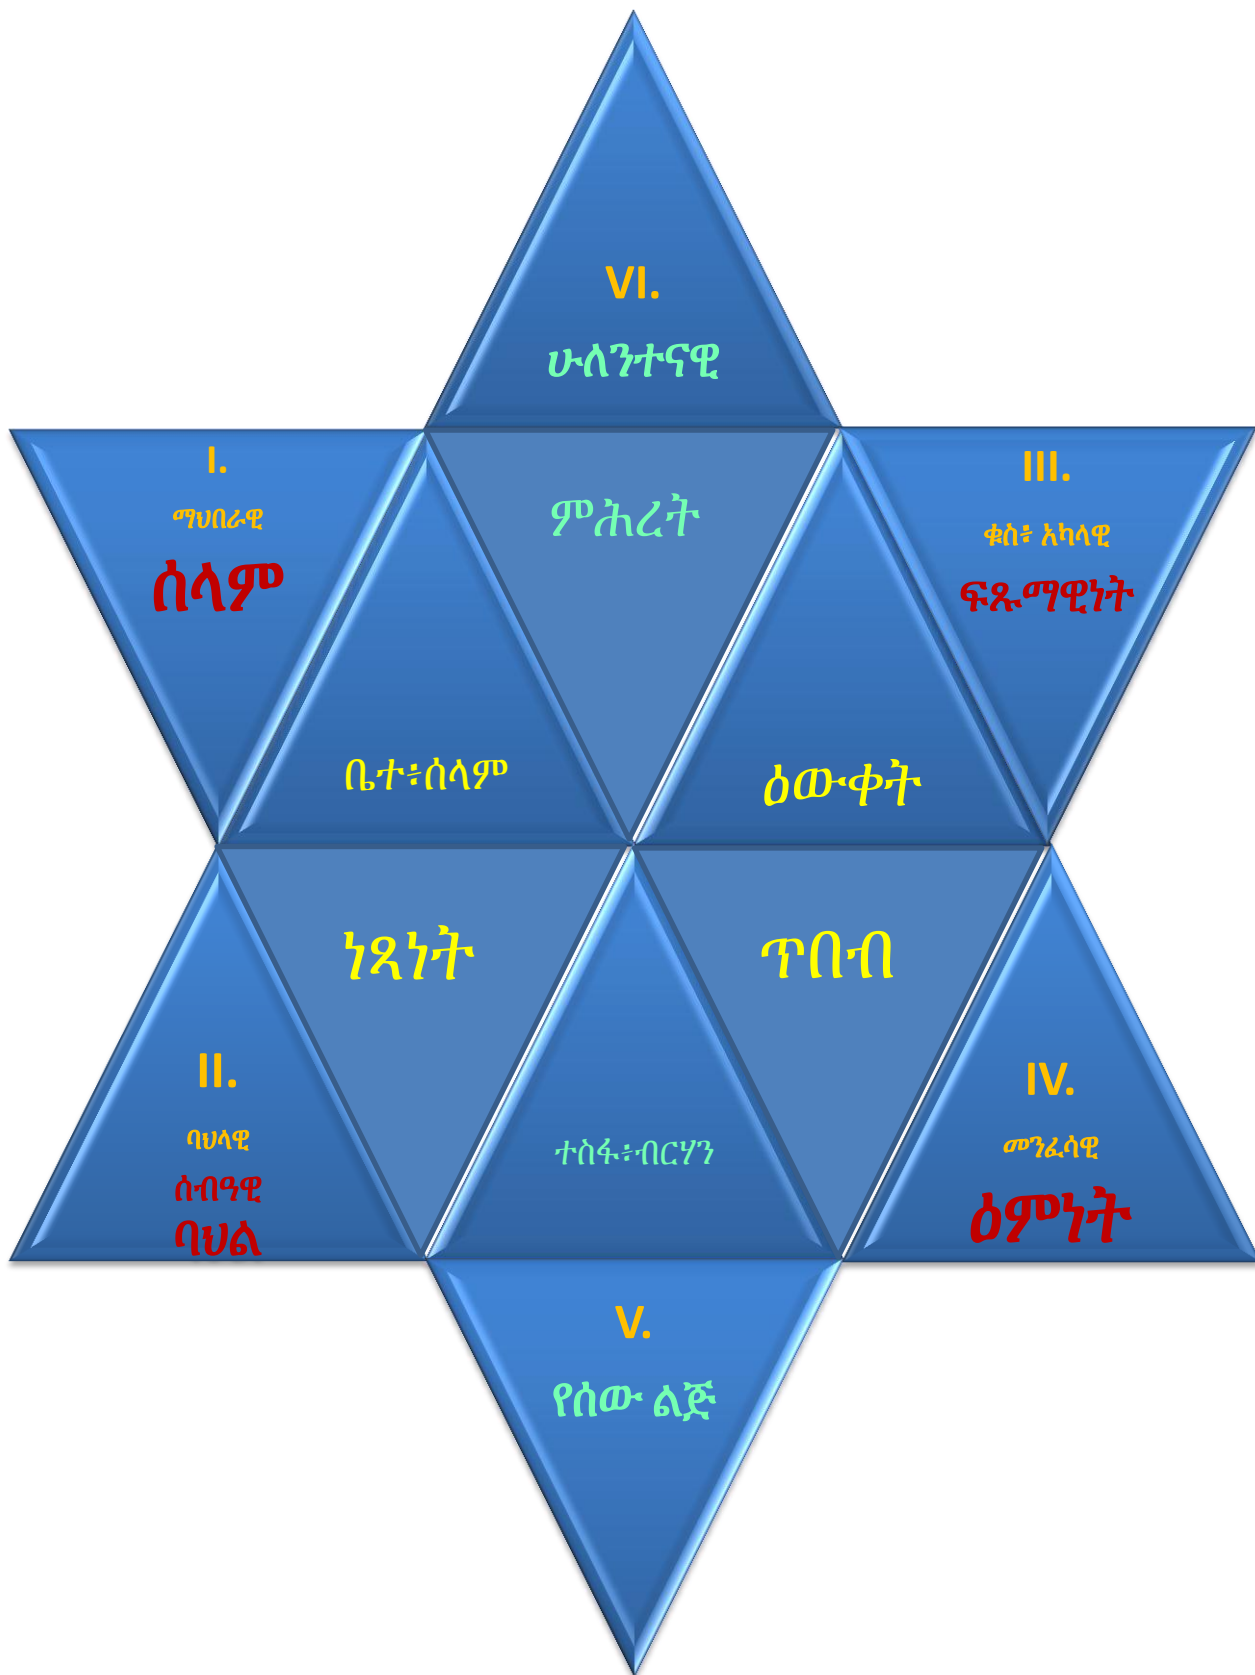 VI.
ሁለንተናዊ
I.
ማህበራዊ
ሰላም
ምሕረት
III.
ቁስ፥ አካላዊ
ፍጹማዊነት
ቤተ፥ሰላም
ዕውቀት
ነጻነት
ጥበብ
II.
ባህላዊ
ሰብዓዊ
ባህል
ተስፋ፥ብርሃን
IV.
መንፈሳዊ
ዕምነት
V.
የሰው ልጅ